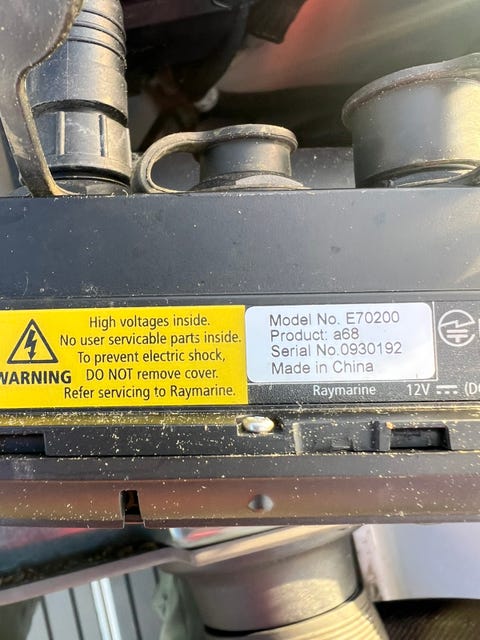 High voltages inside.
No user servicable parts inside.
To prevent electric shock,
DO NOT remove cover.
Refer servicing to Raymarine.
WARNING
Model No. E70200
Product: a68
Serial No.0930192
Made in China
Raymarine
12V